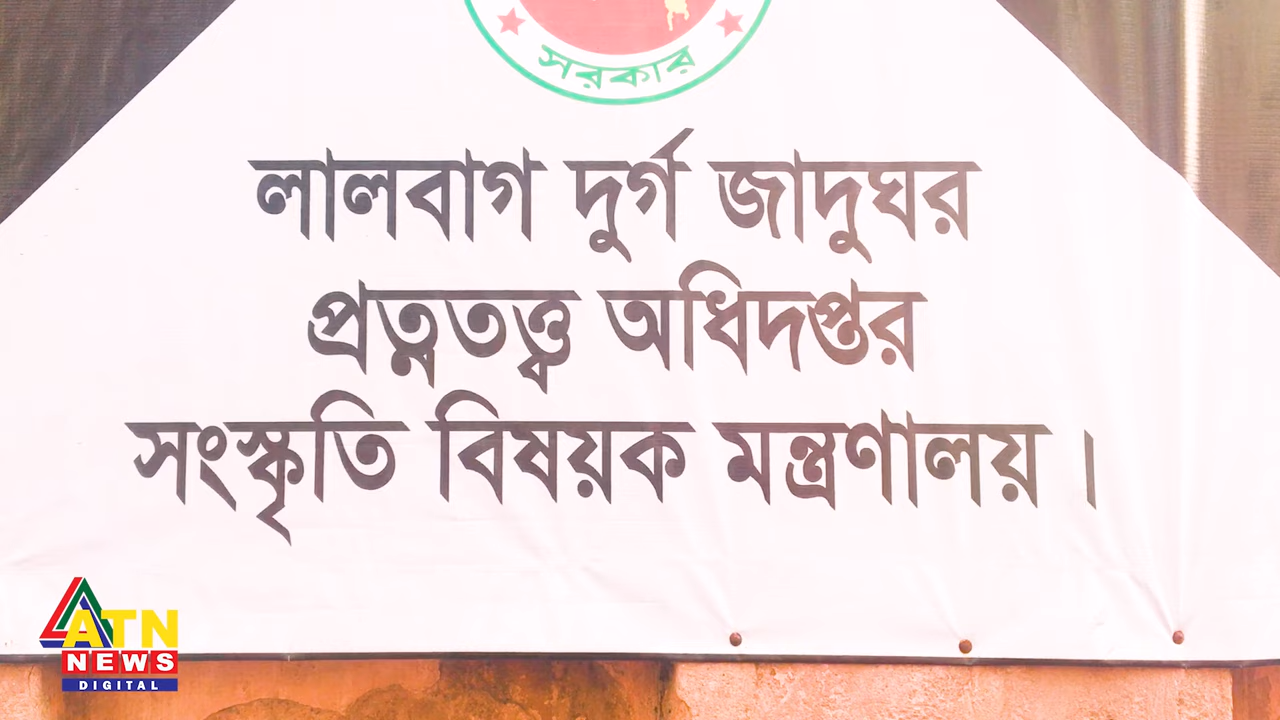 সরকার
লালবাগ দুর্গ জাদুঘর
প্রত্নতত্ত্ব অধিদপ্তর
সংস্কৃতি বিষয়ক মন্ত্রণালয় ।
ATN
NEWS
DIGITAL